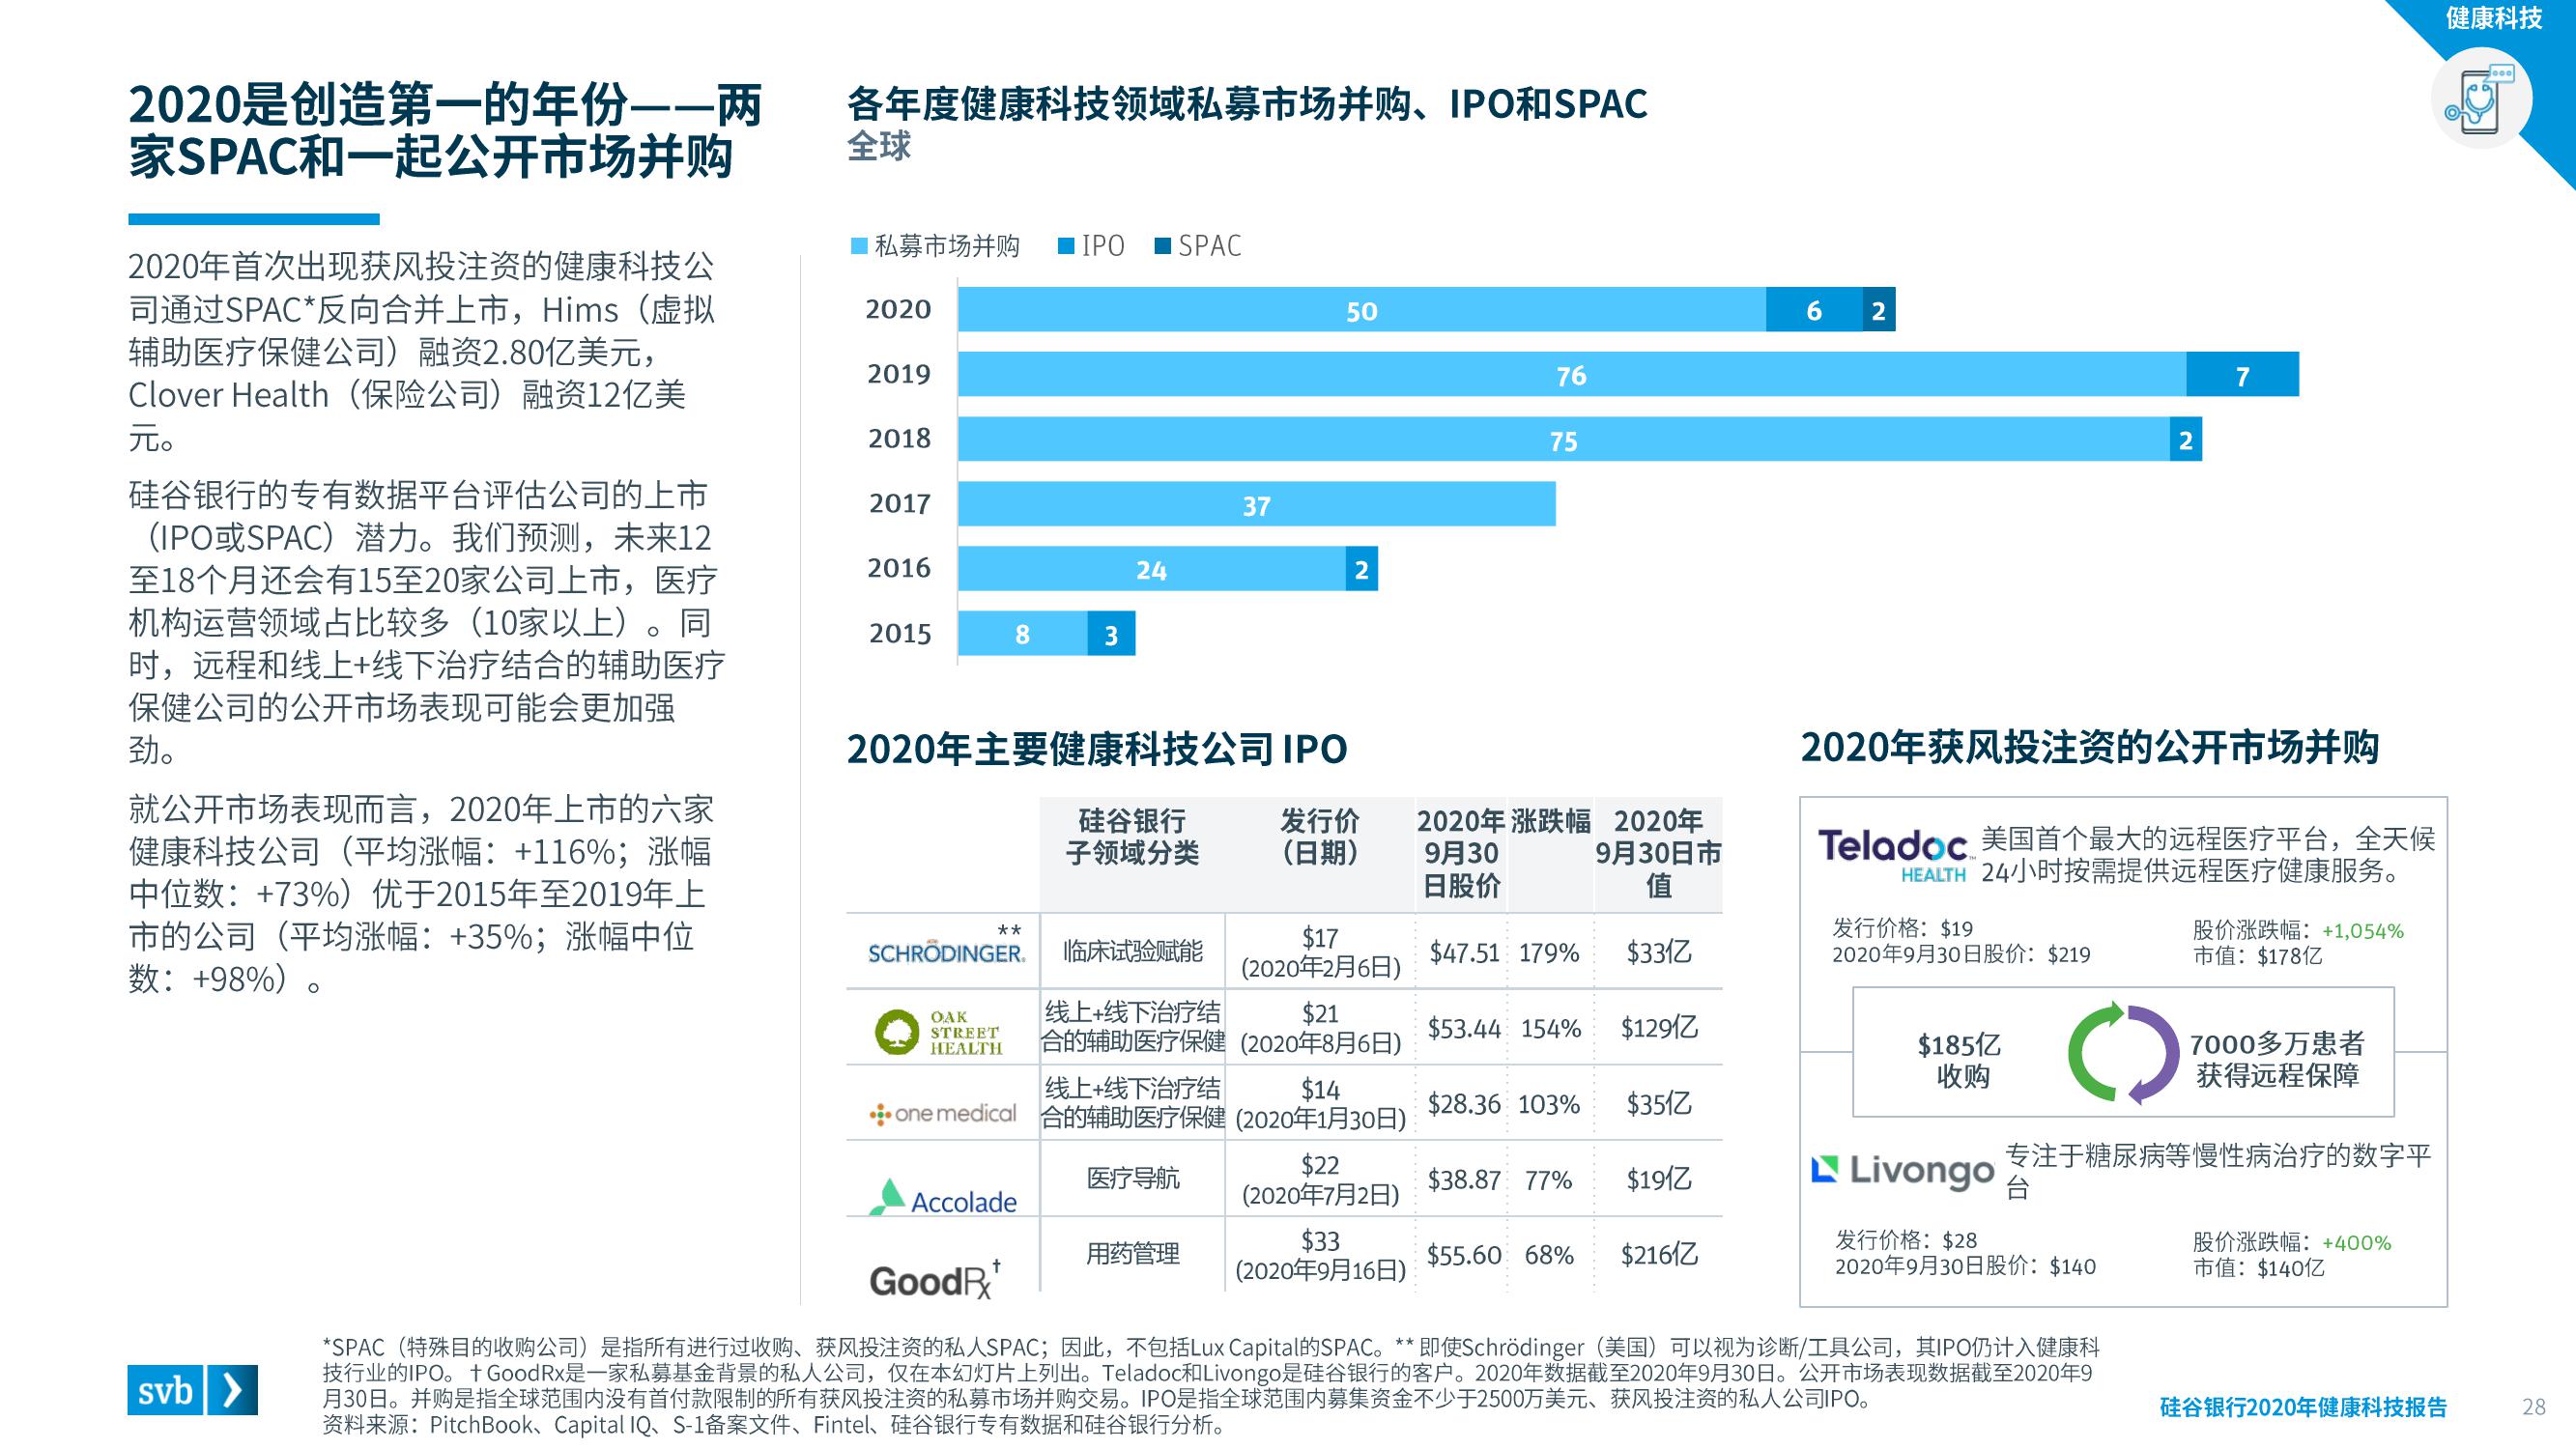 健康科技
2020是创造第一的年份——两
家SPAC和一起公开市场并购
2020年首次出现获风投注资的健康科技公
司通过SPAC*反向合并上市，Hims（虚拟
辅助医疗保健公司）融资2.80亿美元，
Clover Health（保险公司）融资12亿美
元。
硅谷银行的专有数据平台评估公司的上市
（IPO或SPAC）潜力。我们预测，未来12
至18个月还会有15至20家公司上市，医疗
机构运营领域占比较多（10家以上）。同
时，远程和线上+线下治疗结合的辅助医疗
保健公司的公开市场表现可能会更加强
劲。
就公开市场表现而言，2020年上市的六家
健康科技公司（平均涨幅：+116%；涨幅
中位数：+73%）优于2015年至2019年上
市的公司（平均涨幅：+35%；涨幅中位
数：+98%）。
各年度健康科技领域私募市场并购、IPO和SPAC
全球
私募市场并购 IPO SPAC
2020 50 6 2
2019 76 7
2018 75 2
2017 37
2016 24 2
2015 8 3
2020年主要健康科技公司 IPO
硅谷银行 发行价 2020年 涨跌幅 2020年
子领域分类 （日期） 9月30 9月30日市
日股价 值
**
SCHRÖDINGER. 临床试验赋能 $17 $47.51 179% $33亿
(2020年2月6日)
OAK
STREET
HEALTH
线上+线下治疗结 $21 $53.44 154% $129亿
合的辅助医疗保健 (2020年8月6日)
one medical
线上+线下治疗结 $14 $28.36 103% $35亿
合的辅助医疗保健 (2020年1月30日)
Accolade 医疗导航 $22 $38.87 77% $19亿
(2020年7月2日)
GoodRx† 用药管理 $33 $55.60 68% $216亿
(2020年9月16日)
2020年获风投注资的公开市场并购
Teladoc
HEALTH
美国首个最大的远程医疗平台，全天候
24小时按需提供远程医疗健康服务。
发行价格：$19 股价涨跌幅：+1,054%
2020年9月30日股价：$219 市值：$178亿
$185亿
收购
7000多万患者
获得远程保障
Livongo
专注于糖尿病等慢性病治疗的数字平
台
发行价格：$28 股价涨跌幅：+400%
2020年9月30日股价：$140 市值：$140亿
*SPAC（特殊目的收购公司）是指所有进行过收购、获风投注资的私人SPAC；因此，不包括Lux Capital的SPAC。** 即使Schrödinger（美国）可以视为诊断/工具公司，其IPO仍计入健康科
技行业的IPO。 †GoodRx是一家私募基金背景的私人公司，仅在本幻灯片上列出。Teladoc和Livongo是硅谷银行的客户。2020年数据截至2020年9月30日。公开市场表现数据截至2020年9
月30日。并购是指全球范围内没有首付款限制的所有获风投注资的私募市场并购交易。IPO是指全球范围内募集资金不少于2500万美元、获风投注资的私人公司IPO。
资料来源：PitchBook、Capital IQ、S-1备案文件、Fintel、硅谷银行专有数据和硅谷银行分析。
svb
硅谷银行2020年健康科技报告 28